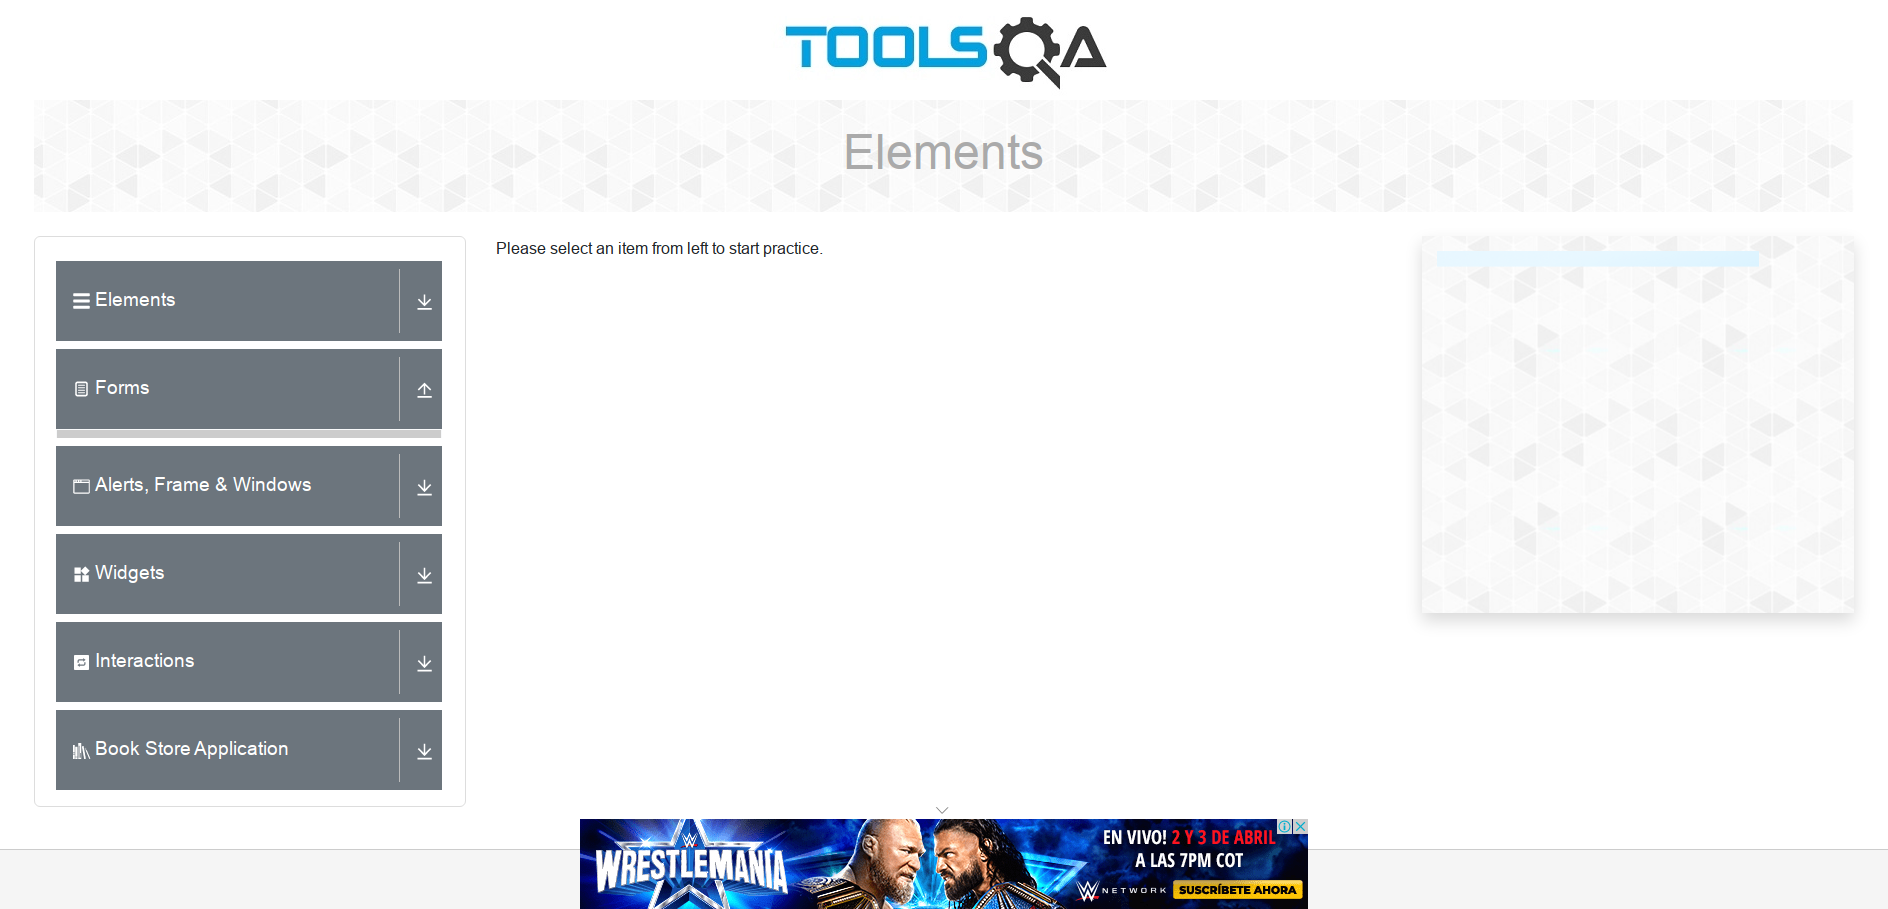 TOOLSQA
Elements
Please select an item from left to start practice.
Elements
Forms
Alerts, Frame & Windows
Widgets
Interactions
Book Store Application
WRESTLEMANIA
EN VIVO! 2 Y 3 DE ABRIL
A LAS 7PM COT
W NETWORK
SUSCRÍBETE AHORA